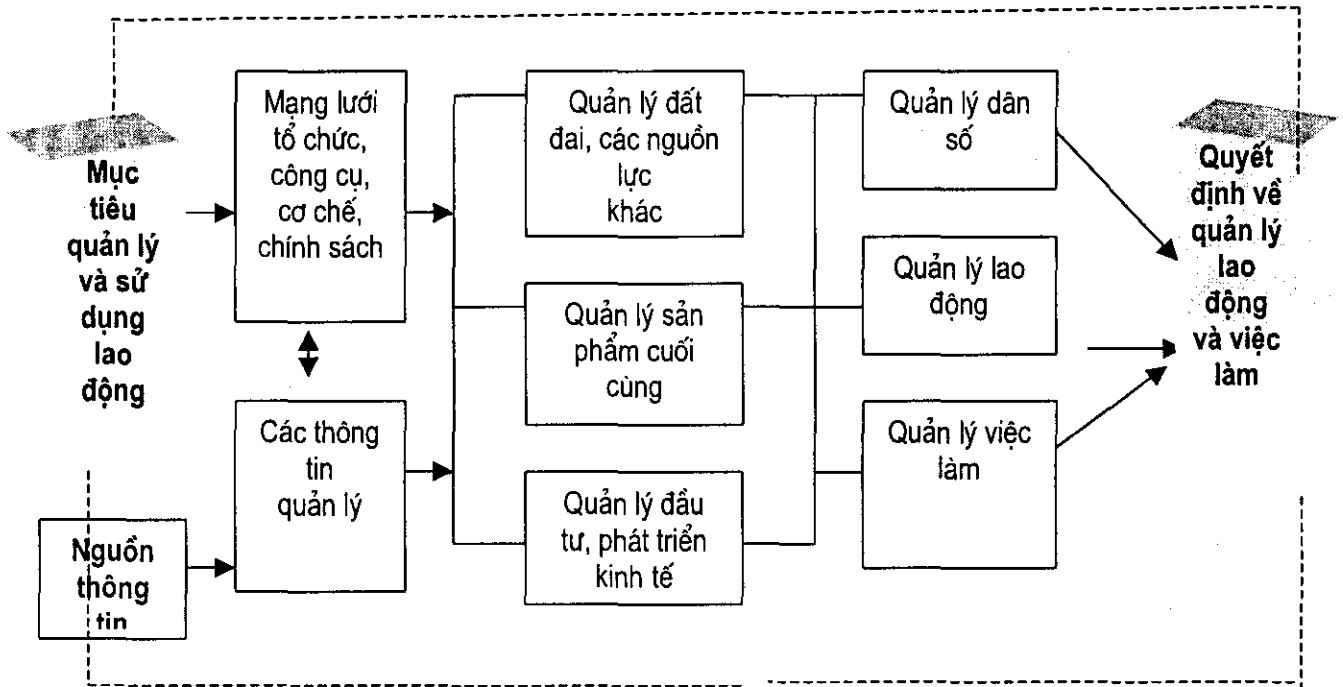 Mục
tiêu
quản lý
và sử
dụng
lao
động
Nguồn
thông
tin
Mạng lưới
tổ chức,
công cụ,
cơ chế,
chính sách
Các thông
tin
quản lý
Quản lý đất
đai, các nguồn
lực
khác
Quản lý sản
phẩm cuối
cùng
Quản lý đầu
tư, phát triển
kinh tế
Quản lý dân
số
Quản lý lao
động
Quản lý việc
làm
Quyết
định về
quản lý
lao
động
và việc
làm